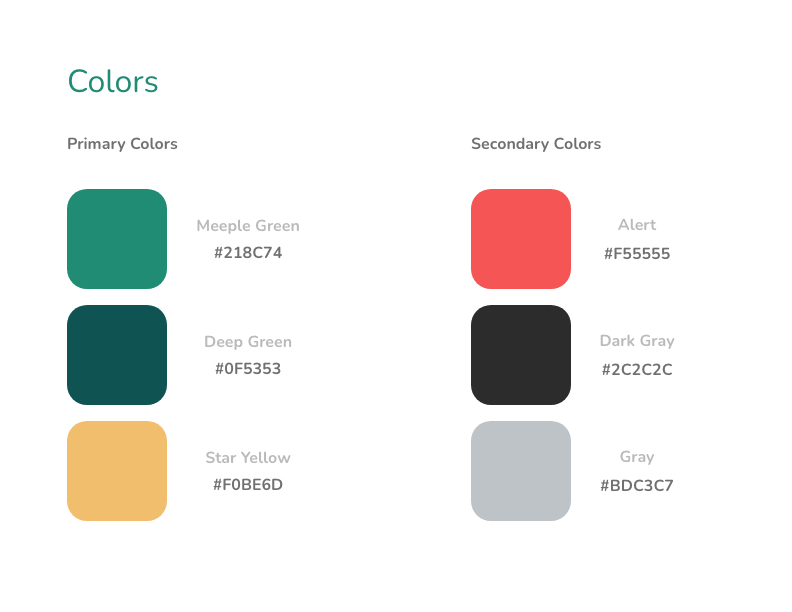 Colors
Primary Colors
Meeple Green
#218C74
Deep Green
#0F5353
Star Yellow
#F0BE6D
Secondary Colors
Alert
#F55555
Dark Gray
#2C2C2C
Gray
#BDC3C7